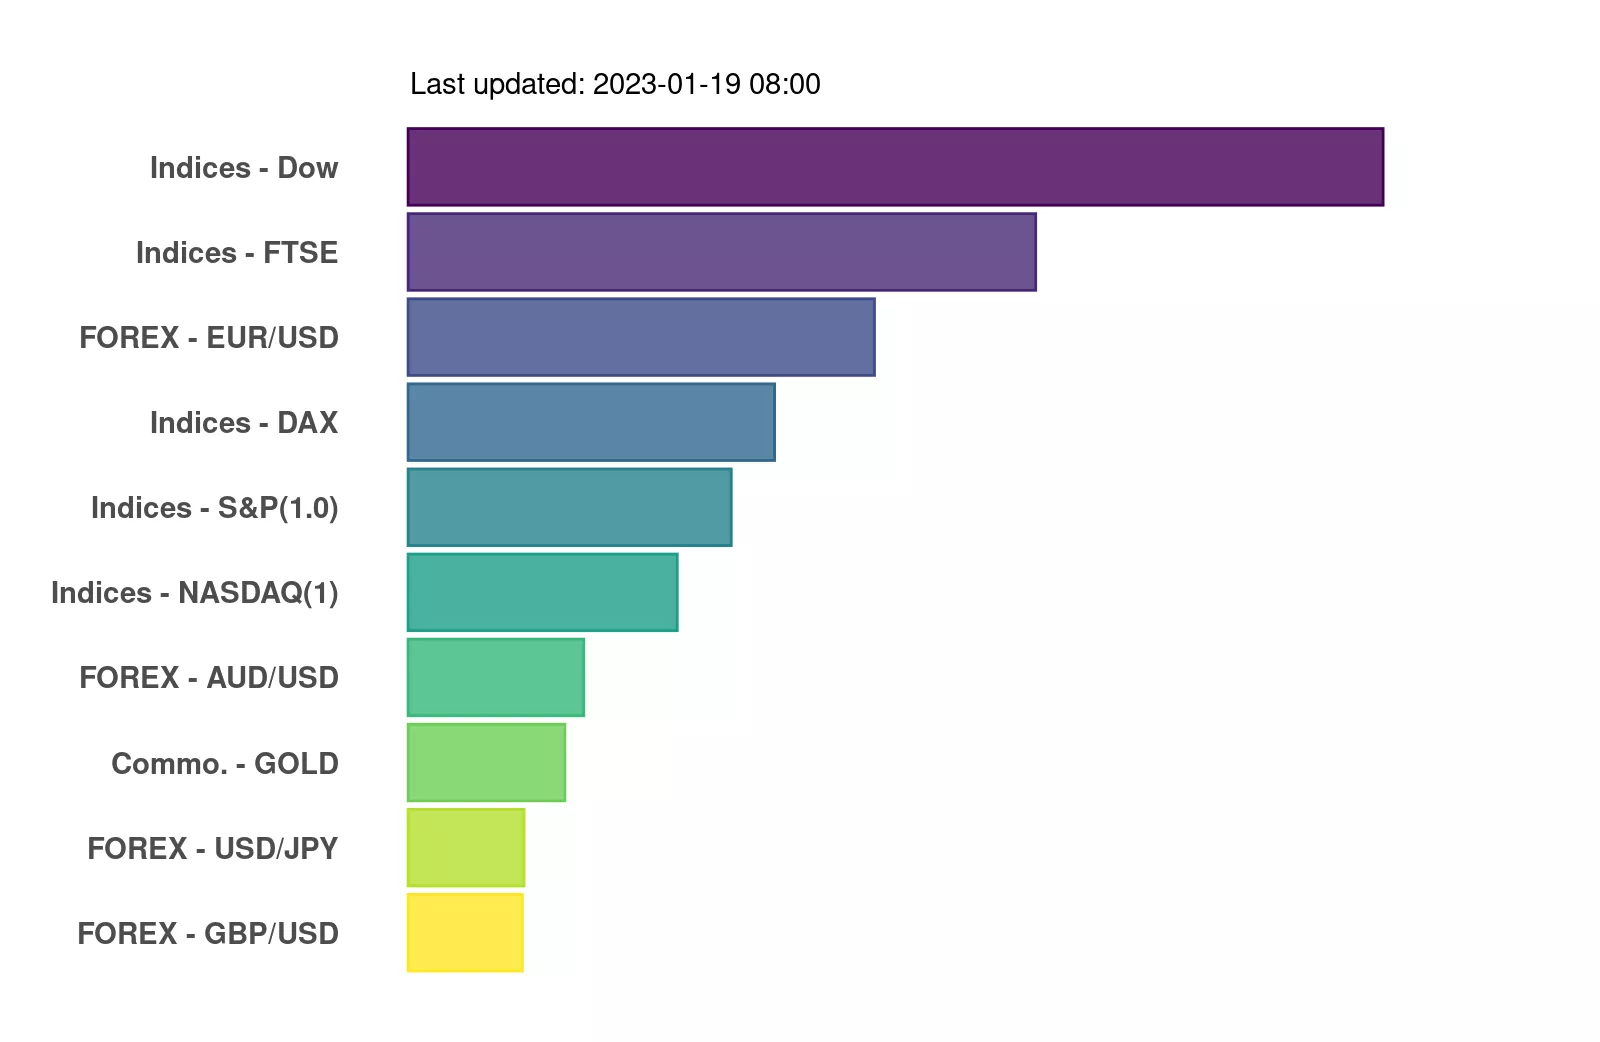 Last updated: 2023-01-19 08:00
Indices - Dow
Indices - FTSE
FOREX - EUR/USD
Indices - DAX
Indices - S&P(1.0)
Indices - NASDAQ(1)
FOREX - AUD/USD
Commo. - GOLD
FOREX - USD/JPY
FOREX - GBP/USD